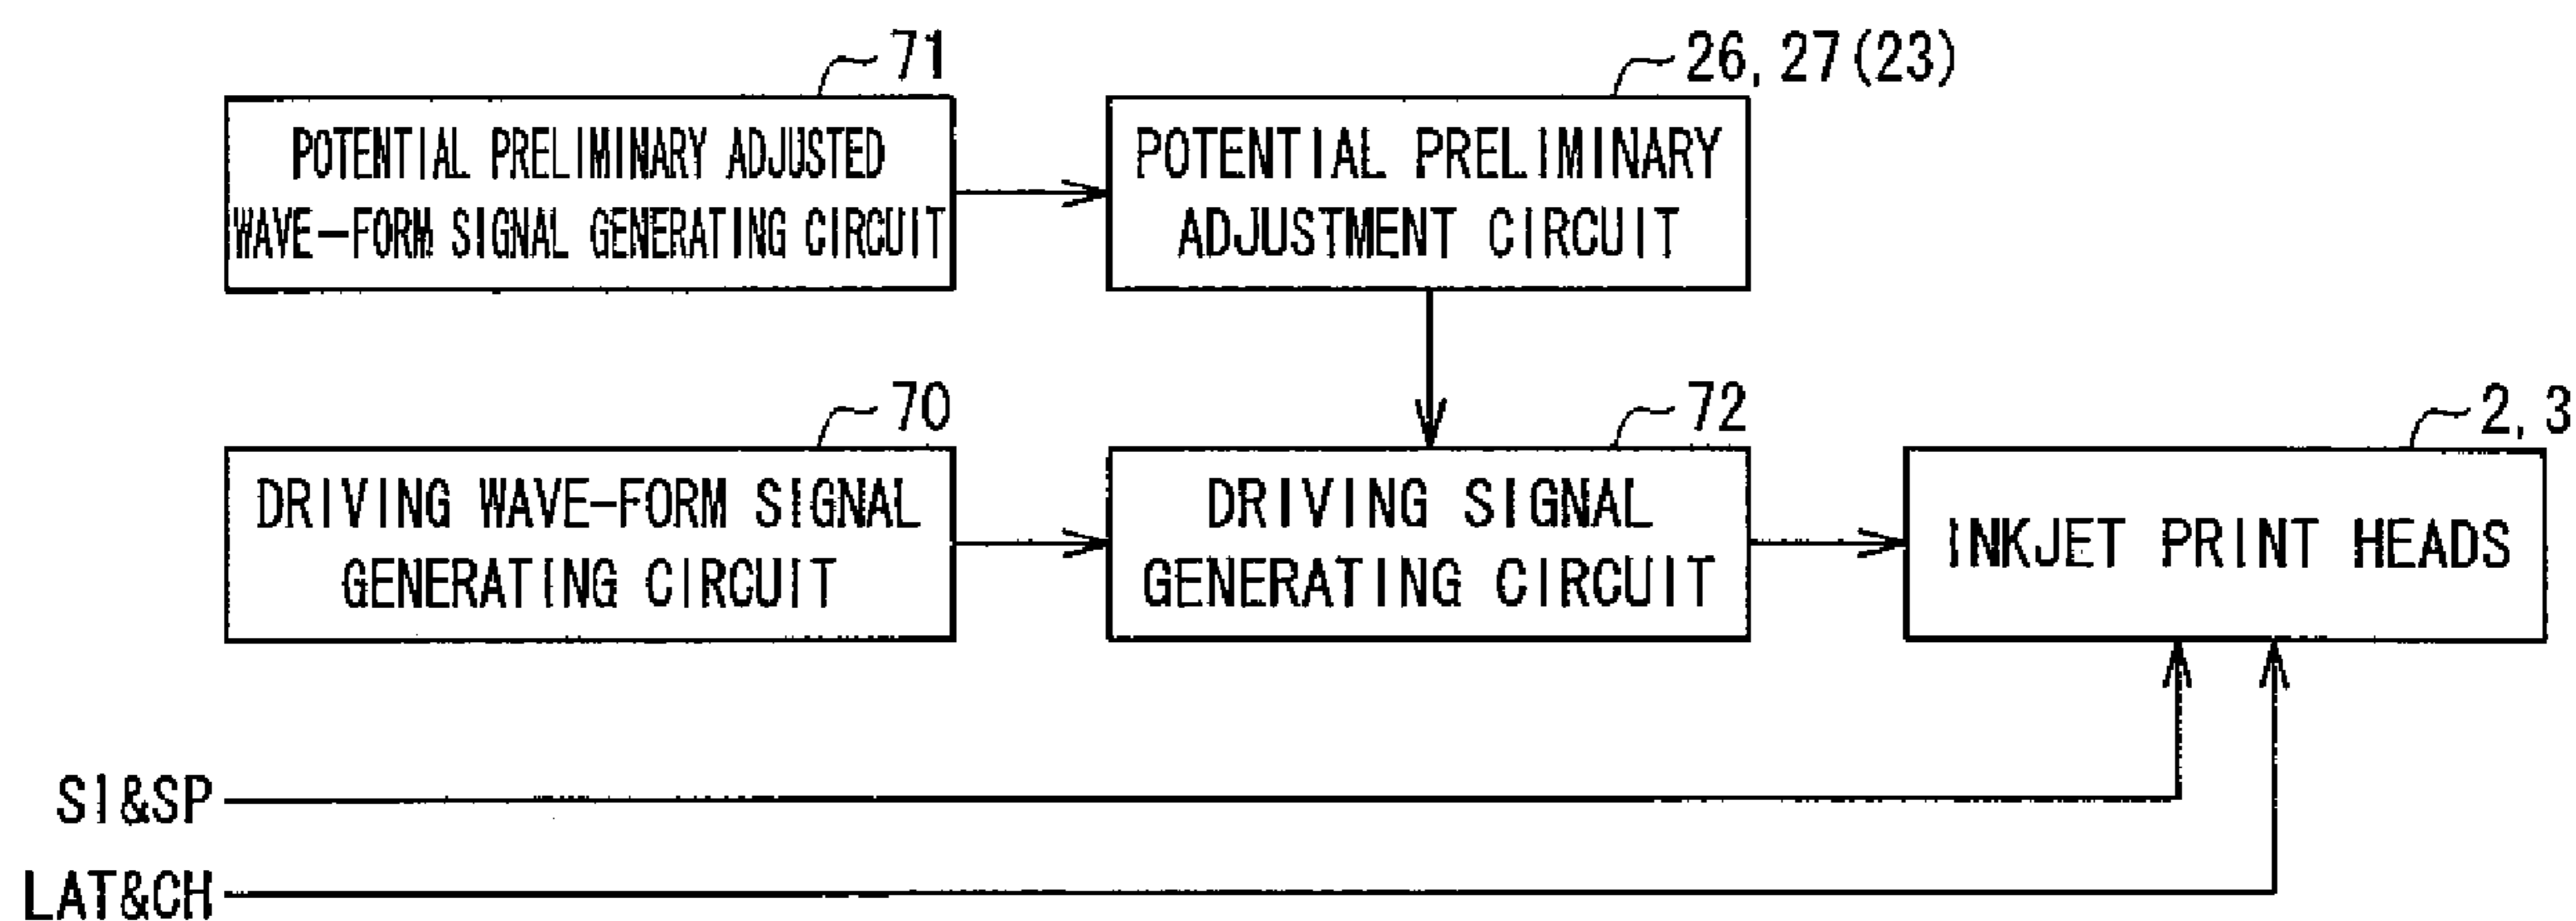 71
26, 27(23)
POTENTIAL PRELIMINARY ADJUSTED
WAVE-FORM SIGNAL GENERATING CIRCUIT
POTENTIAL PRELIMINARY
ADJUSTMENT CIRCUIT
70
72
2, 3
DRIVING WAVE-FORM SIGNAL
GENERATING CIRCUIT
DRIVING SIGNAL
GENERATING CIRCUIT
INKJET PRINT HEADS
SI&SP
LAT&CH